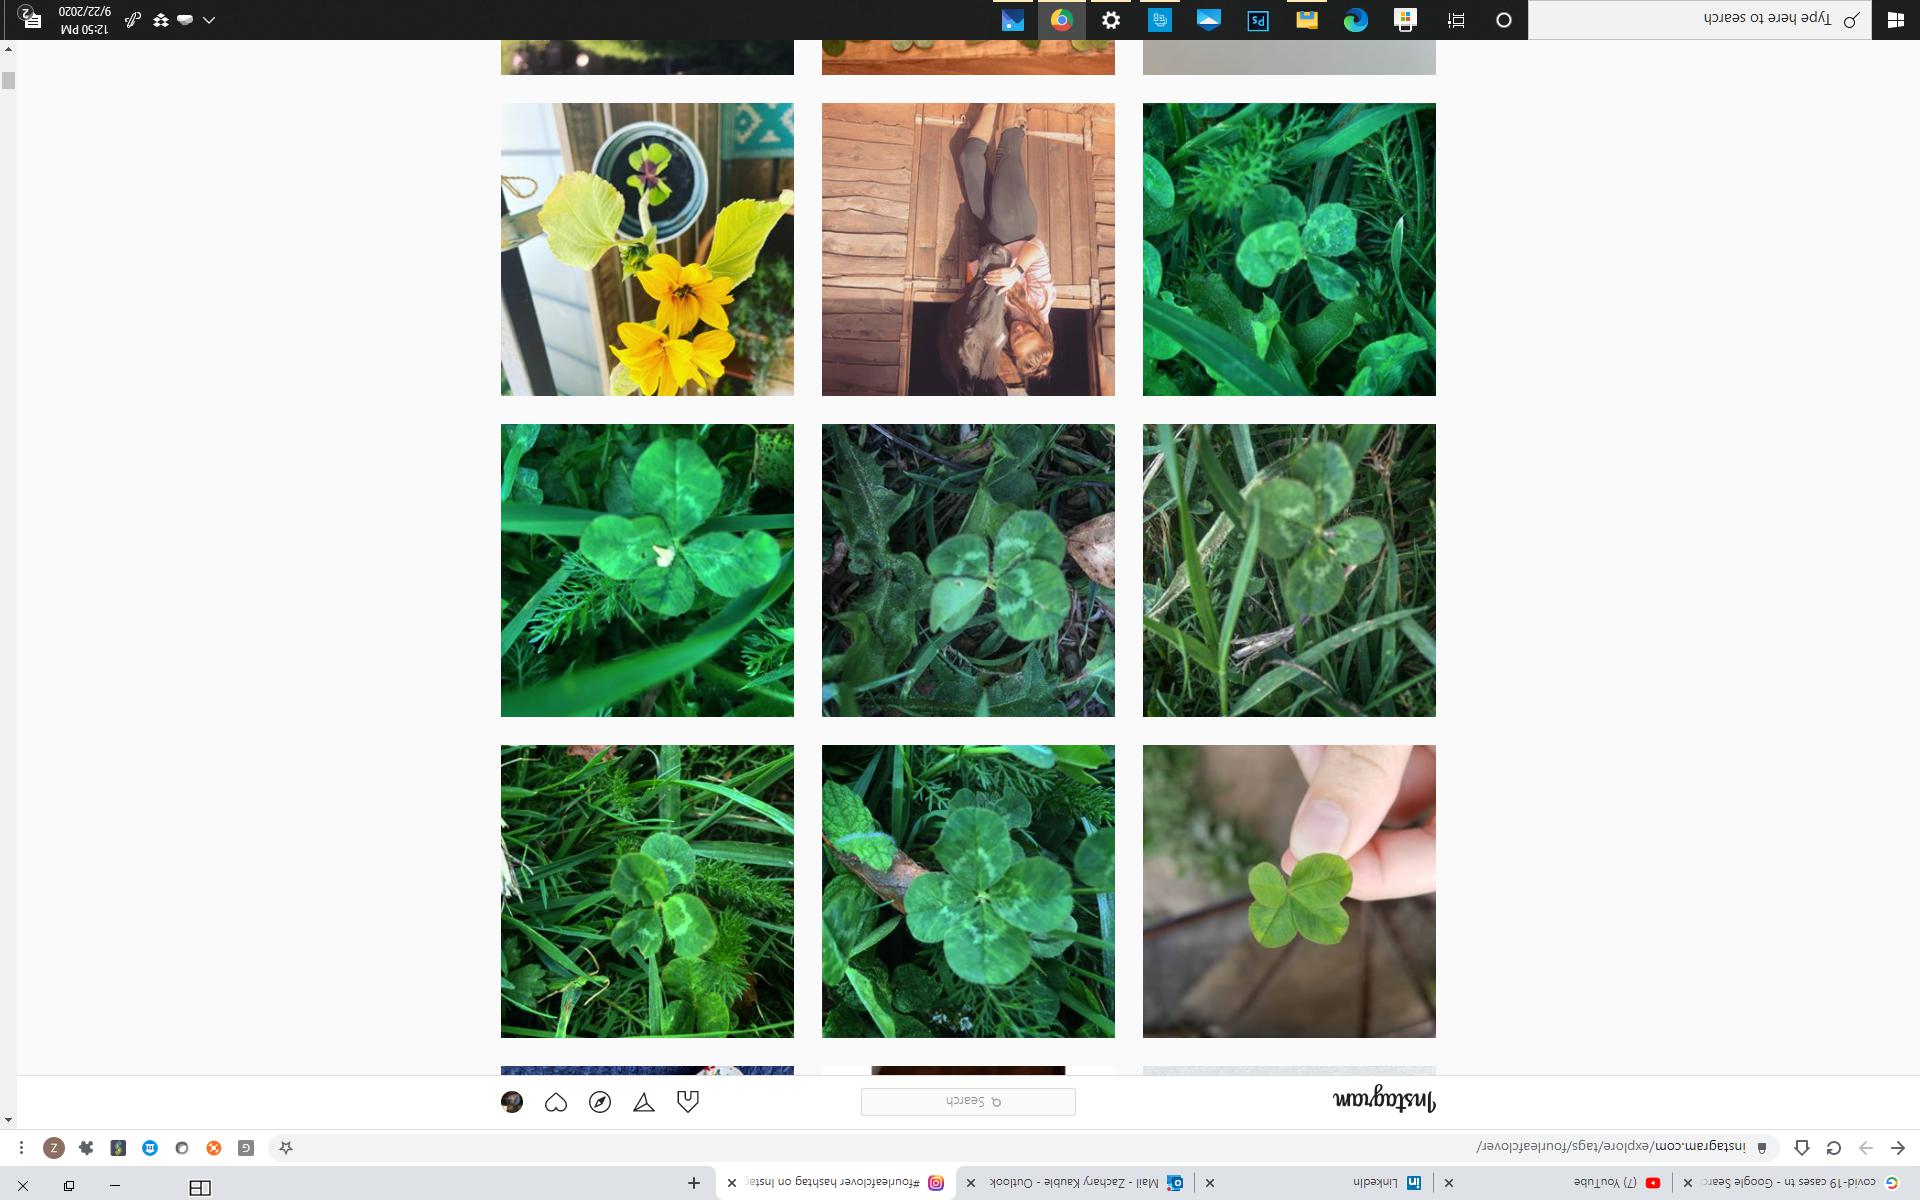 covid-19 cases tn - Google Searc
(7) YouTube
LinkedIn
Mail - Zachary Kauble - Outlook
#fourleafclover hashtag on Insta
instagram.com/explore/tags/fourleafclover/
G
Z
Instagram
Search
Type here to search
Ps
12:50 PM
9/22/2020
2